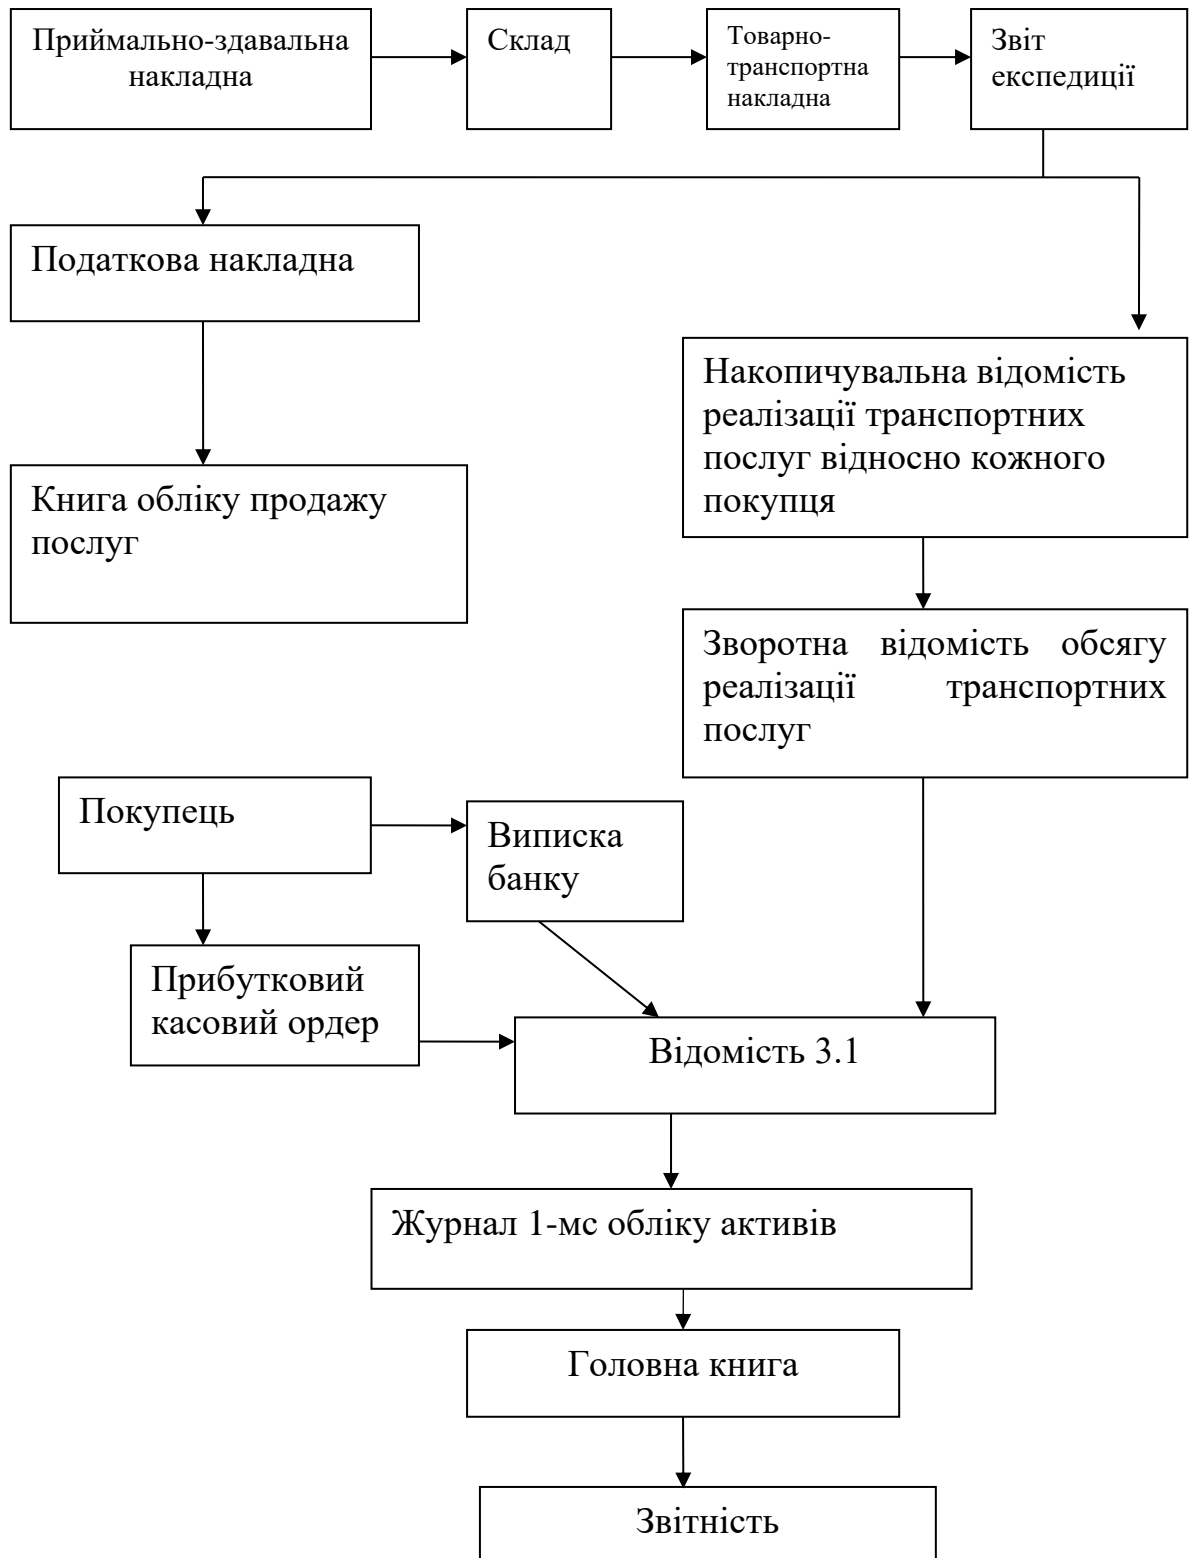 Приймально-здавальна
накладна
Склад
Товарно-
транспортна
накладна
Звіт
експедиції
Податкова накладна
Накопичувальна відомість
реалізації транспортних
послуг відносно кожного
покупця
Книга обліку продажу
послуг
Зворотна відомість обсягу
реалізації транспортних
послуг
Покупець
Виписка
банку
Прибутковий
касовий ордер
Відомість 3.1
Журнал 1-мс обліку активів
Головна книга
Звітність